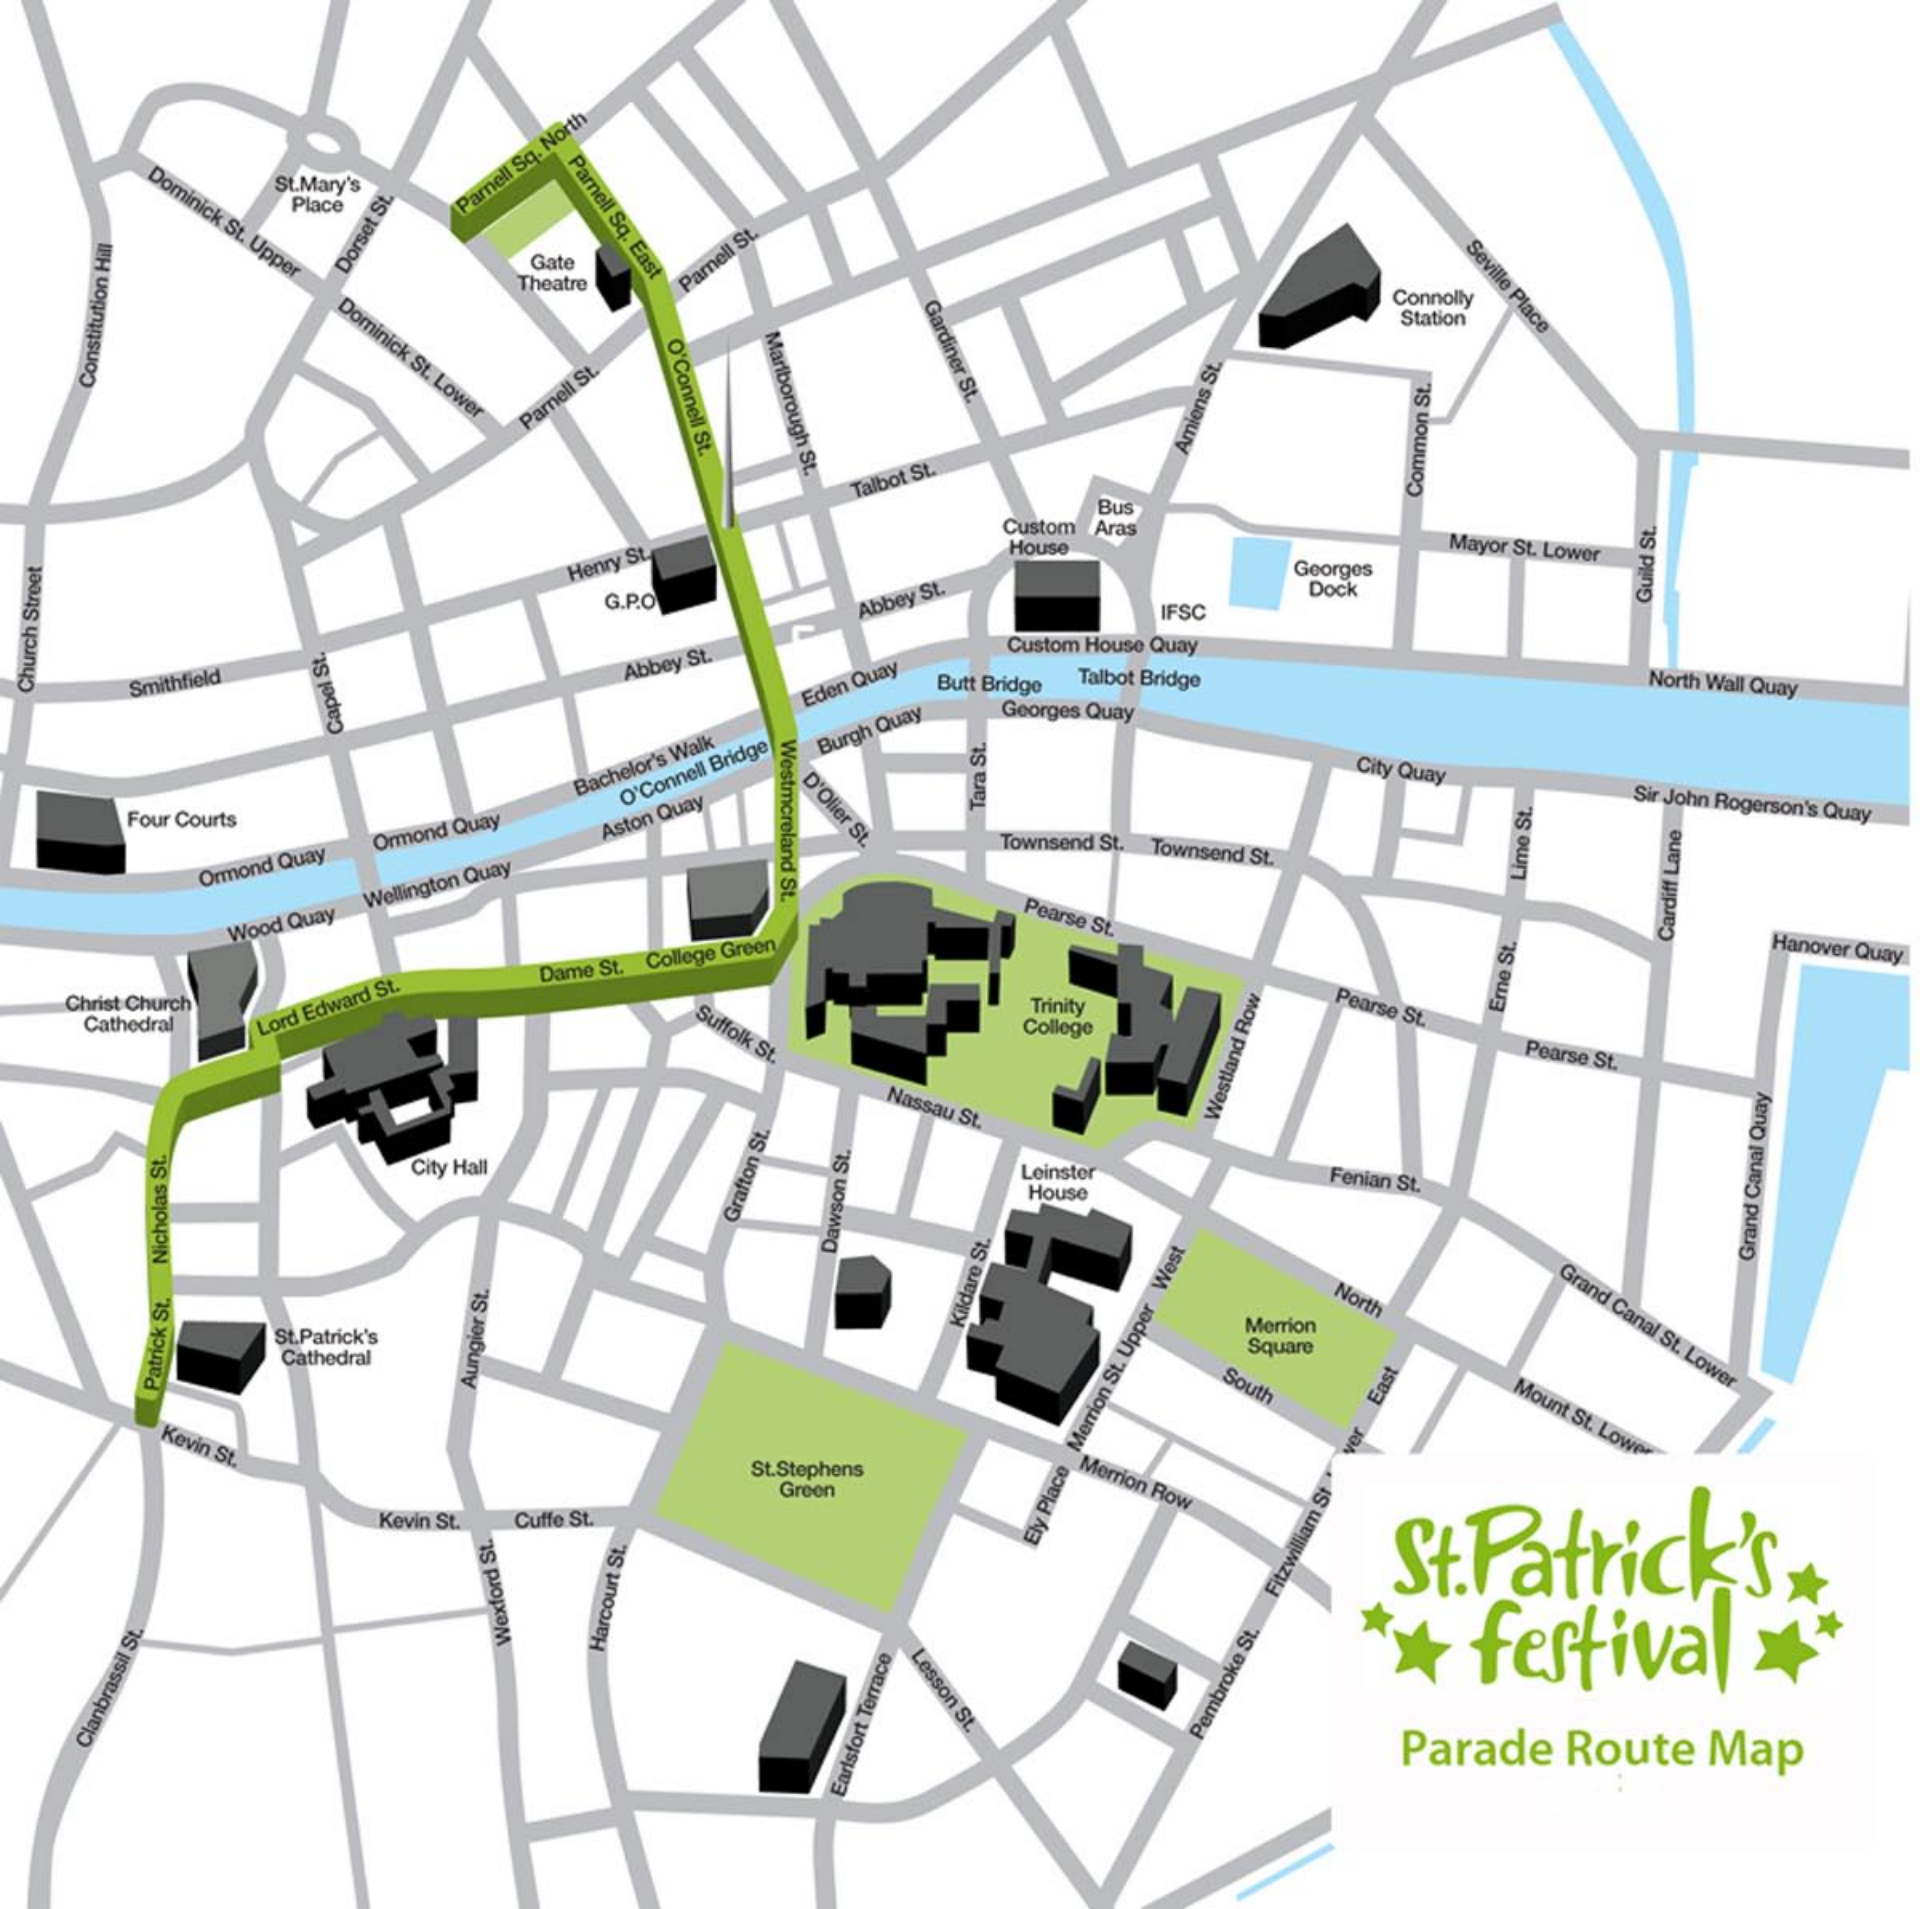 Parnell Sq. North
Parnell Sq. East
St.Mary's
Place
Dominick St. Upper
Dorset St.
Constitution Hill
Gate
Theatre
Parnell St.
Dominick St. Lower
Parnell St.
O'Connell St.
Marlborough St.
Gardiner St.
Connolly
Station
Seville Place
Amiens St.
Common St.
Talbot St.
Bus
Aras
Custom
House
Mayor St. Lower
Guild St.
Georges
Dock
IFSC
Henry St.
G.P.O
Church Street
Abbey St.
Abbey St.
Smithfield
Capel St.
Custom House Quay
Eden Quay
Butt Bridge
Talbot Bridge
North Wall Quay
Georges Quay
Burgh Quay
Bachelor's Walk
O'Connell Bridge
Westmcreland St.
D'Olier St.
Tara St.
City Quay
Sir John Rogerson's Quay
Four Courts
Ormond Quay
Ormond Quay
Aston Quay
Wellington Quay
Wood Quay
Townsend St.
Townsend St.
Lime St.
Cardiff Lane
Pearse St.
Hanover Quay
Erne St.
Dame St.
College Green
Lord Edward St.
Christ Church
Cathedral
Suffolk St.
Trinity
College
Pearse St.
Westland Row
Pearse St.
Nassau St.
Grand Canal Quay
City Hall
Nicholas St.
Grafton St.
Dawson St.
Leinster
House
Fenian St.
Kildare St.
West
North
Grand Canal St. Lower
Merrion
Square
Patrick St.
St.Patrick's
Cathedral
Aungier St.
Merrion St. Upper
South
East
Mount St. Lower
Kevin St.
St.Stephens
Green
Merrion Row
Ely Place
wer
Fitzwilliam St.
Kevin St.
Cuffe St.
Wexford St.
Harcourt St.
Clanbrassil St.
Earlsfort Terrace
Lesson St.
Pembroke St.
St.Patrick's
festival
Parade Route Map